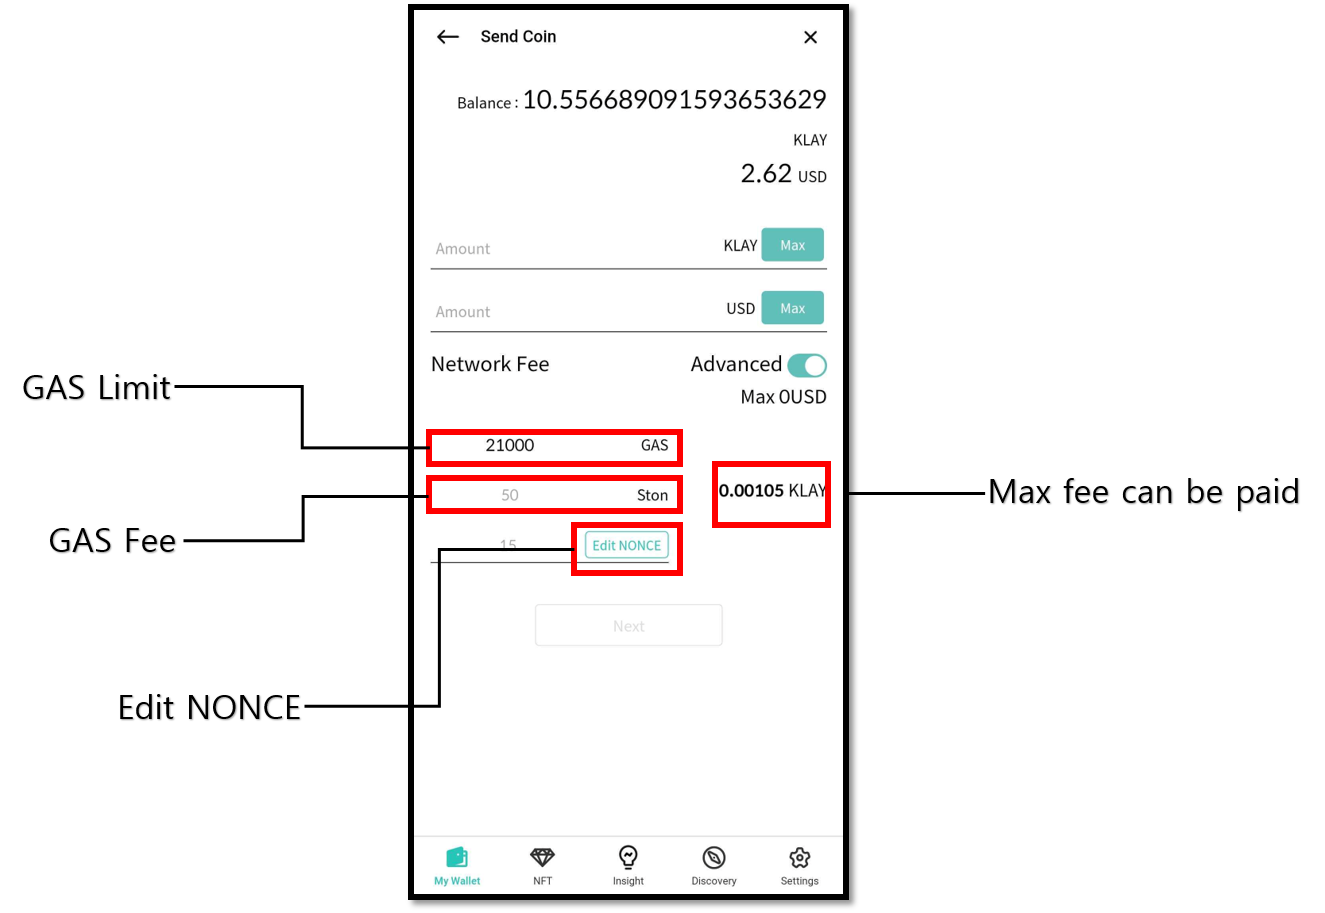 Send Coin
Balance : 10.556689091593653629
KLAY
2.62 USD
Amount KLAY Max
Amount USD Max
Network Fee Advanced
Max 0USD
GAS Limit
21000 GAS
50 Ston
0.00105 KLAY
Max fee can be paid
GAS Fee
15 Edit NONCE
Next
Edit NONCE
My Wallet NFT Insight Discovery Settings